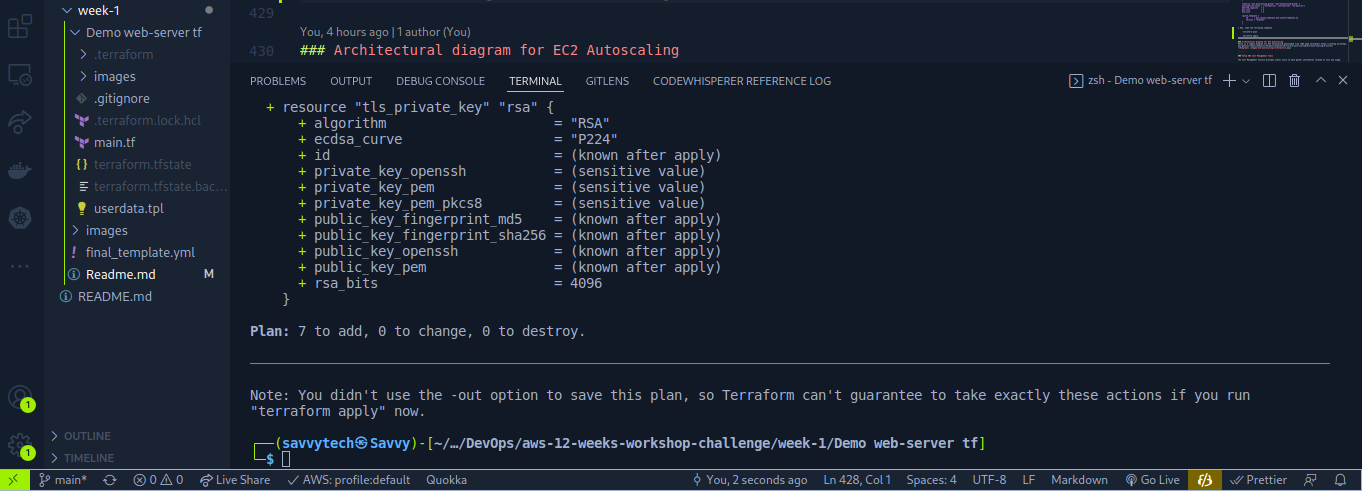 week-1
Demo web-server tf
.terraform
images
.gitignore
.terraform.lock.hcl
main.tf
terraform.tfstate
terraform.tfstate.bac...
userdata.tpl
images
final_template.yml
Readme.md M
README.md
OUTLINE
TIMELINE
1
1
429
You, 4 hours ago | 1 author (You)
430 ### Architectural diagram for EC2 Autoscaling
PROBLEMS OUTPUT DEBUG CONSOLE TERMINAL GITLENS CODEWHISPERER REFERENCE LOG zsh - Demo web-server tf
+ resource "tls_private_key" "rsa" {
+ algorithm = "RSA"
+ ecdsa_curve = "P224"
+ id = (known after apply)
+ private_key_openssh = (sensitive value)
+ private_key_pem = (sensitive value)
+ private_key_pem_pkcs8 = (sensitive value)
+ public_key_fingerprint_md5 = (known after apply)
+ public_key_fingerprint_sha256 = (known after apply)
+ public_key_openssh = (known after apply)
+ public_key_pem = (known after apply)
+ rsa_bits = 4096
}
Plan: 7 to add, 0 to change, 0 to destroy.
Note: You didn't use the -out option to save this plan, so Terraform can't guarantee to take exactly these actions if you run
"terraform apply" now.
┌──(savvytech㉿Savvy)-[~/…/DevOps/aws-12-weeks-workshop-challenge/week-1/Demo web-server tf]
└─$
main* 0 0 Live Share AWS: profile:default Quokka You, 2 seconds ago Ln 428, Col 1 Spaces: 4 UTF-8 LF Markdown Go Live Prettier